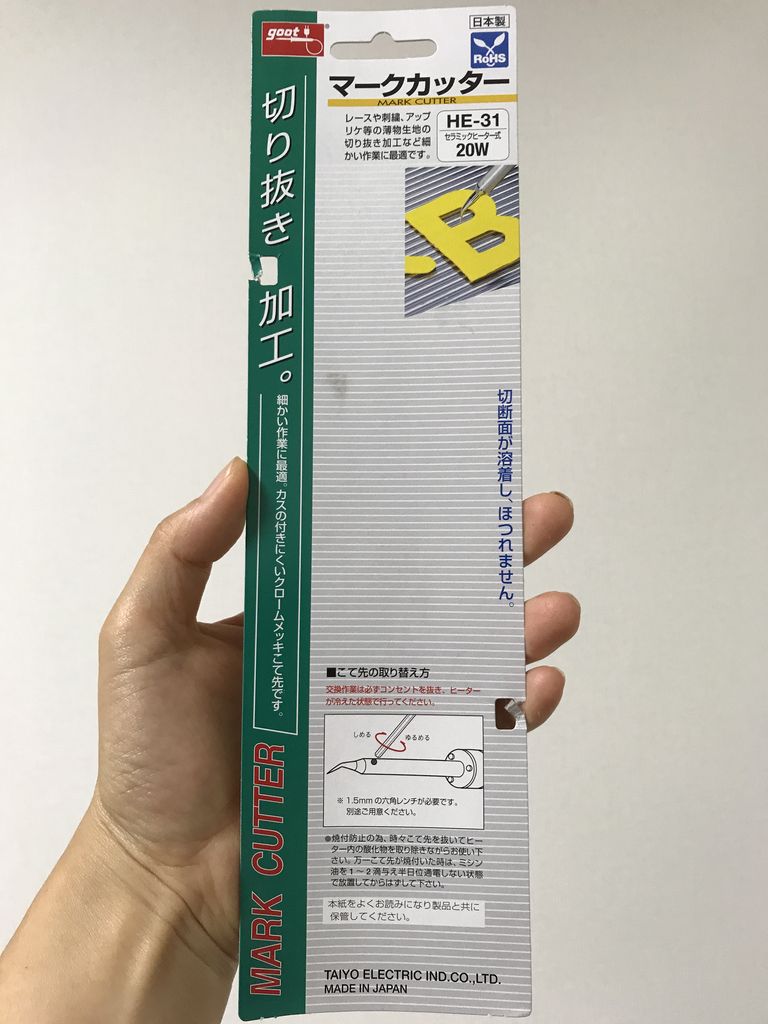 goot
日本製
RoHS
マークカッター
MARK CUTTER
レースや刺繍、アップ
リケ等の薄物生地の
切り抜き加工など細
かい作業に最適です。
HE-31
セラミックヒーター式
20W
切り抜き加工。
細かい作業に最適。カスの付きにくいクロームメッキこて先です。
MARK CUTTER
B
切断面が溶着し、ほつれません。
■こて先の取り替え方
交換作業は必ずコンセントを抜き、ヒーター
が冷えた状態で行ってください。
しめる
ゆるめる
※ 1.5mmの六角レンチが必要です。
別途ご用意ください。
●焼付防止の為、時々こて先を抜いてヒー
ター内の酸化物を取り除きながらお使い下
さい。万一こて先が焼付いた時は、ミシン
油を1～2滴与え半日位通電しない状態
で放置してからはずして下さい。
本紙をよくお読みになり製品と共に
保管してください。
TAIYO ELECTRIC IND.CO.,LTD.
MADE IN JAPAN